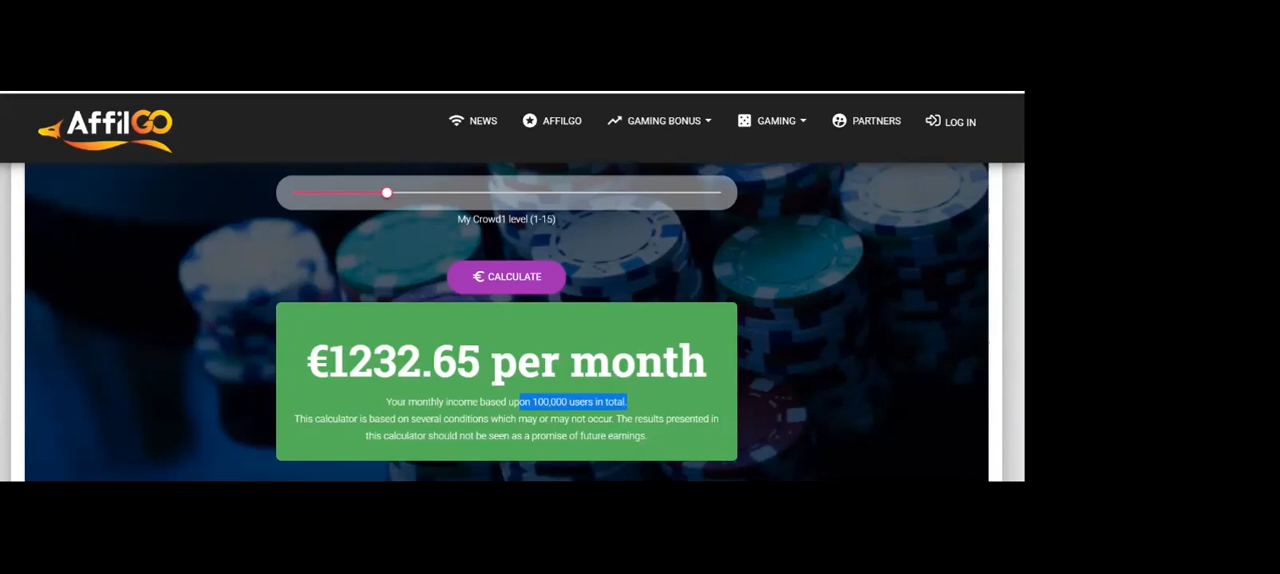 AffilGO
NEWS
AFFILGO
GAMING BONUS
GAMING
PARTNERS
LOG IN
My Crowd1 level (1-15)
€ CALCULATE
€1232.65 per month
Your monthly income based upon 100,000 users in total.
This calculator is based on several conditions which may or may not occur. The results presented in
this calculator should not be seen as a promise of future earnings.